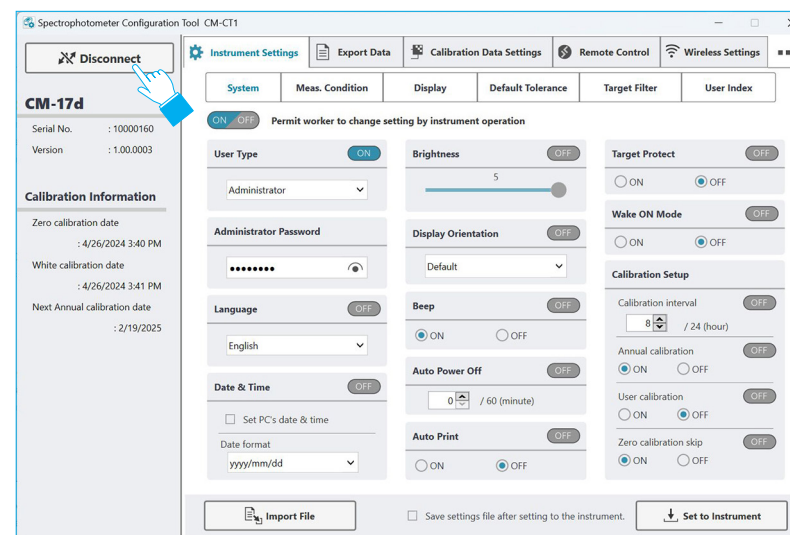 Spectrophotometer Configuration Tool CM-CT1
Disconnect
CM-17d
Serial No. : 10000160
Version : 1.00.0003
Calibration Information
Zero calibration date
: 4/26/2024 3:40 PM
White calibration date
: 4/26/2024 3:41 PM
Next Annual calibration date
: 2/19/2025
Instrument Settings
Export Data
Calibration Data Settings
Remote Control
Wireless Settings
System
Meas. Condition
Display
Default Tolerance
Target Filter
User Index
ON OFF Permit worker to change setting by instrument operation
User Type ON
Administrator
Administrator Password
Language OFF
English
Date & Time OFF
Set PC's date & time
Date format
yyyy/mm/dd
Brightness OFF
5
Display Orientation OFF
Default
Beep OFF
ON OFF
Auto Power Off OFF
0 / 60 (minute)
Auto Print OFF
ON OFF
Target Protect OFF
ON OFF
Wake ON Mode OFF
ON OFF
Calibration Setup
Calibration interval OFF
8 / 24 (hour)
Annual calibration OFF
ON OFF
User calibration OFF
ON OFF
Zero calibration skip OFF
ON OFF
Import File
Save settings file after setting to the instrument.
Set to Instrument